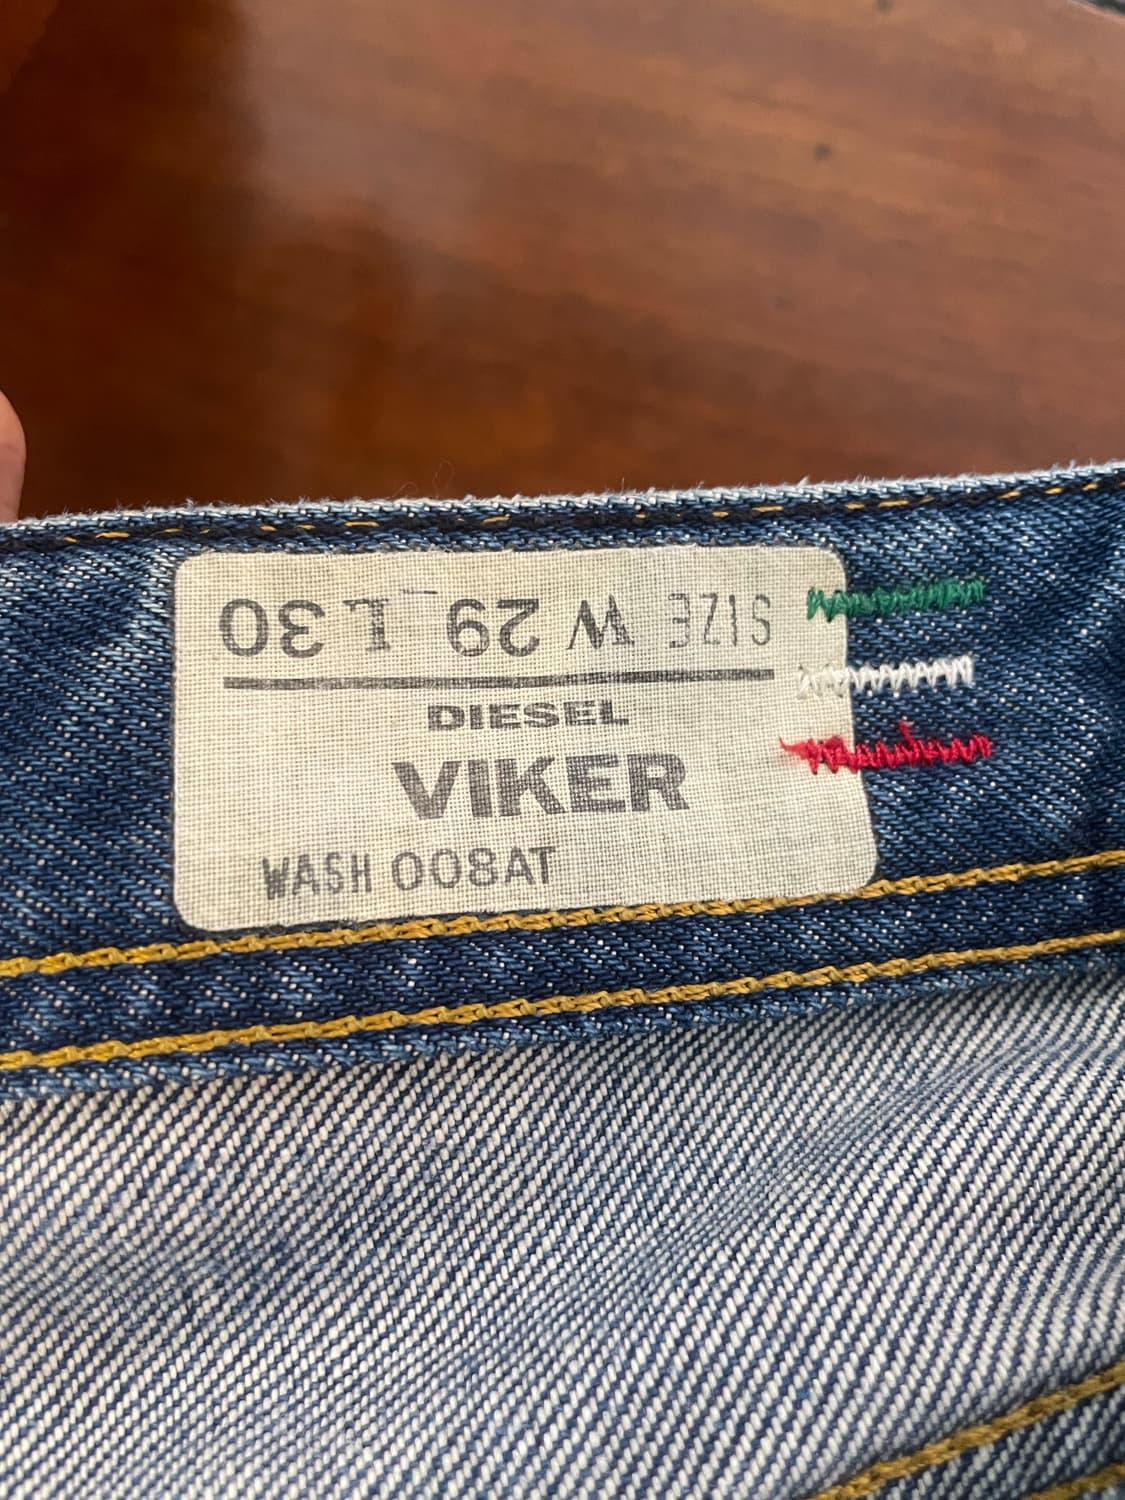 SIZE W 29 L 30
DIESEL
VIKER
WASH 008AT